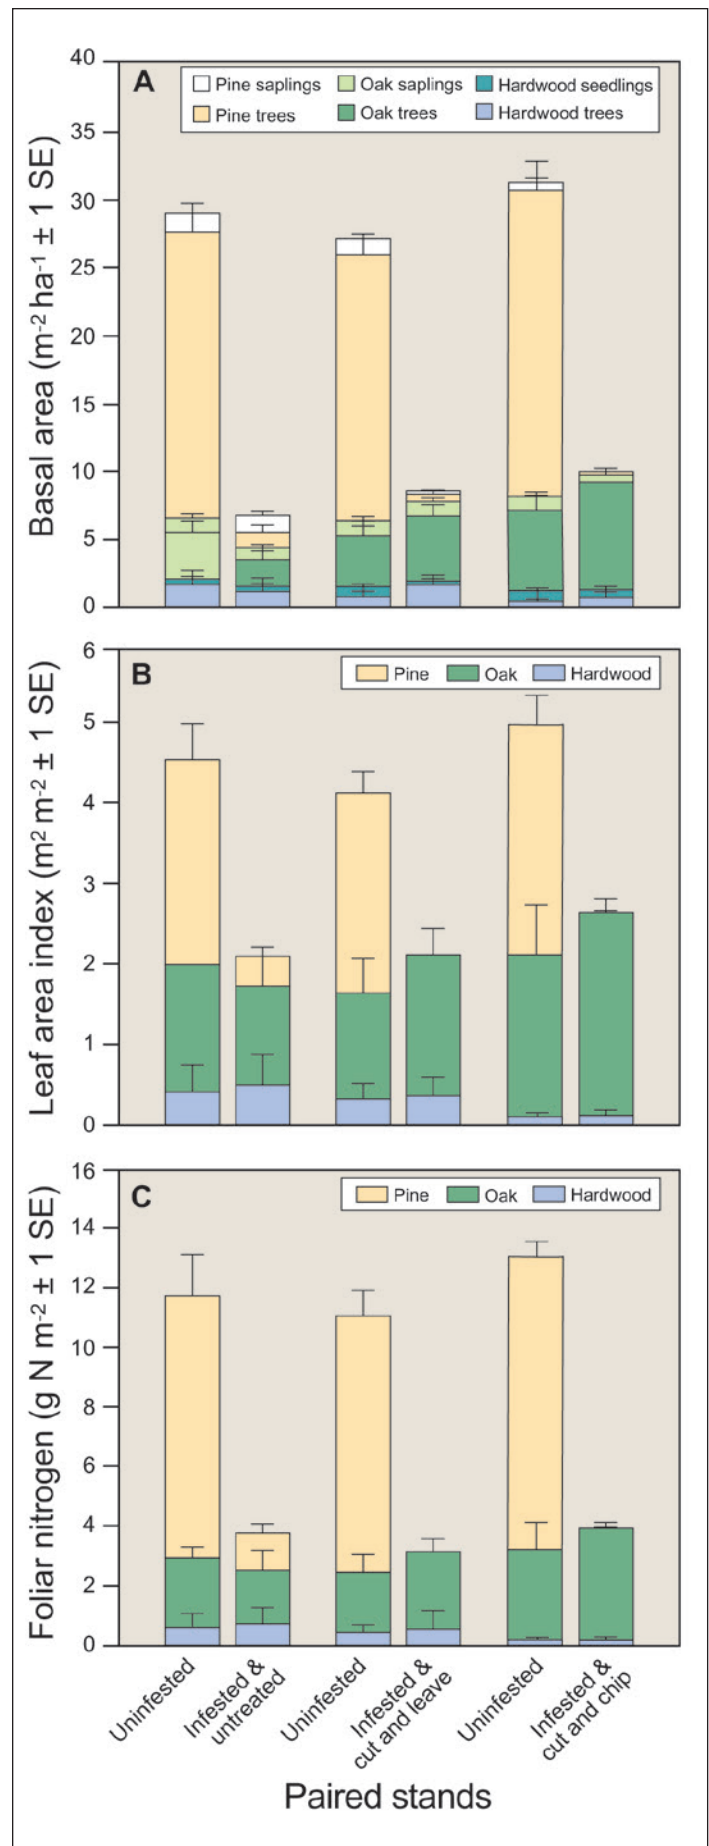 A
Pine saplings Oak saplings Hardwood seedlings
Pine trees Oak trees Hardwood trees
Basal area (m⁻² ha⁻¹ ± 1 SE)
40
35
30
25
20
15
10
5
0
B
Pine Oak Hardwood
Leaf area index (m² m⁻² ± 1 SE)
6
5
4
3
2
1
0
C
Pine Oak Hardwood
Foliar nitrogen (g N m⁻² ± 1 SE)
16
14
12
10
8
6
4
2
0
Uninfested
Infested &
untreated
Uninfested
Infested &
cut and leave
Uninfested
Infested &
cut and chip
Paired stands